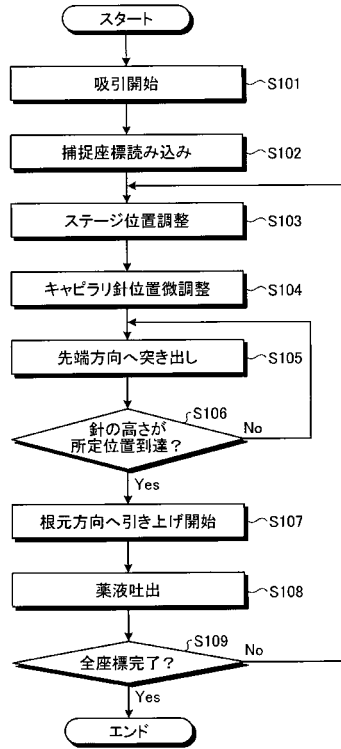 スタート
吸引開始
S101
捕捉座標読み込み
S102
ステージ位置調整
S103
キャピラリ針位置微調整
S104
先端方向へ突き出し
S105
針の高さが
所定位置到達？
S106
No
Yes
根元方向へ引き上げ開始
S107
薬液吐出
S108
全座標完了？
S109
No
Yes
エンド